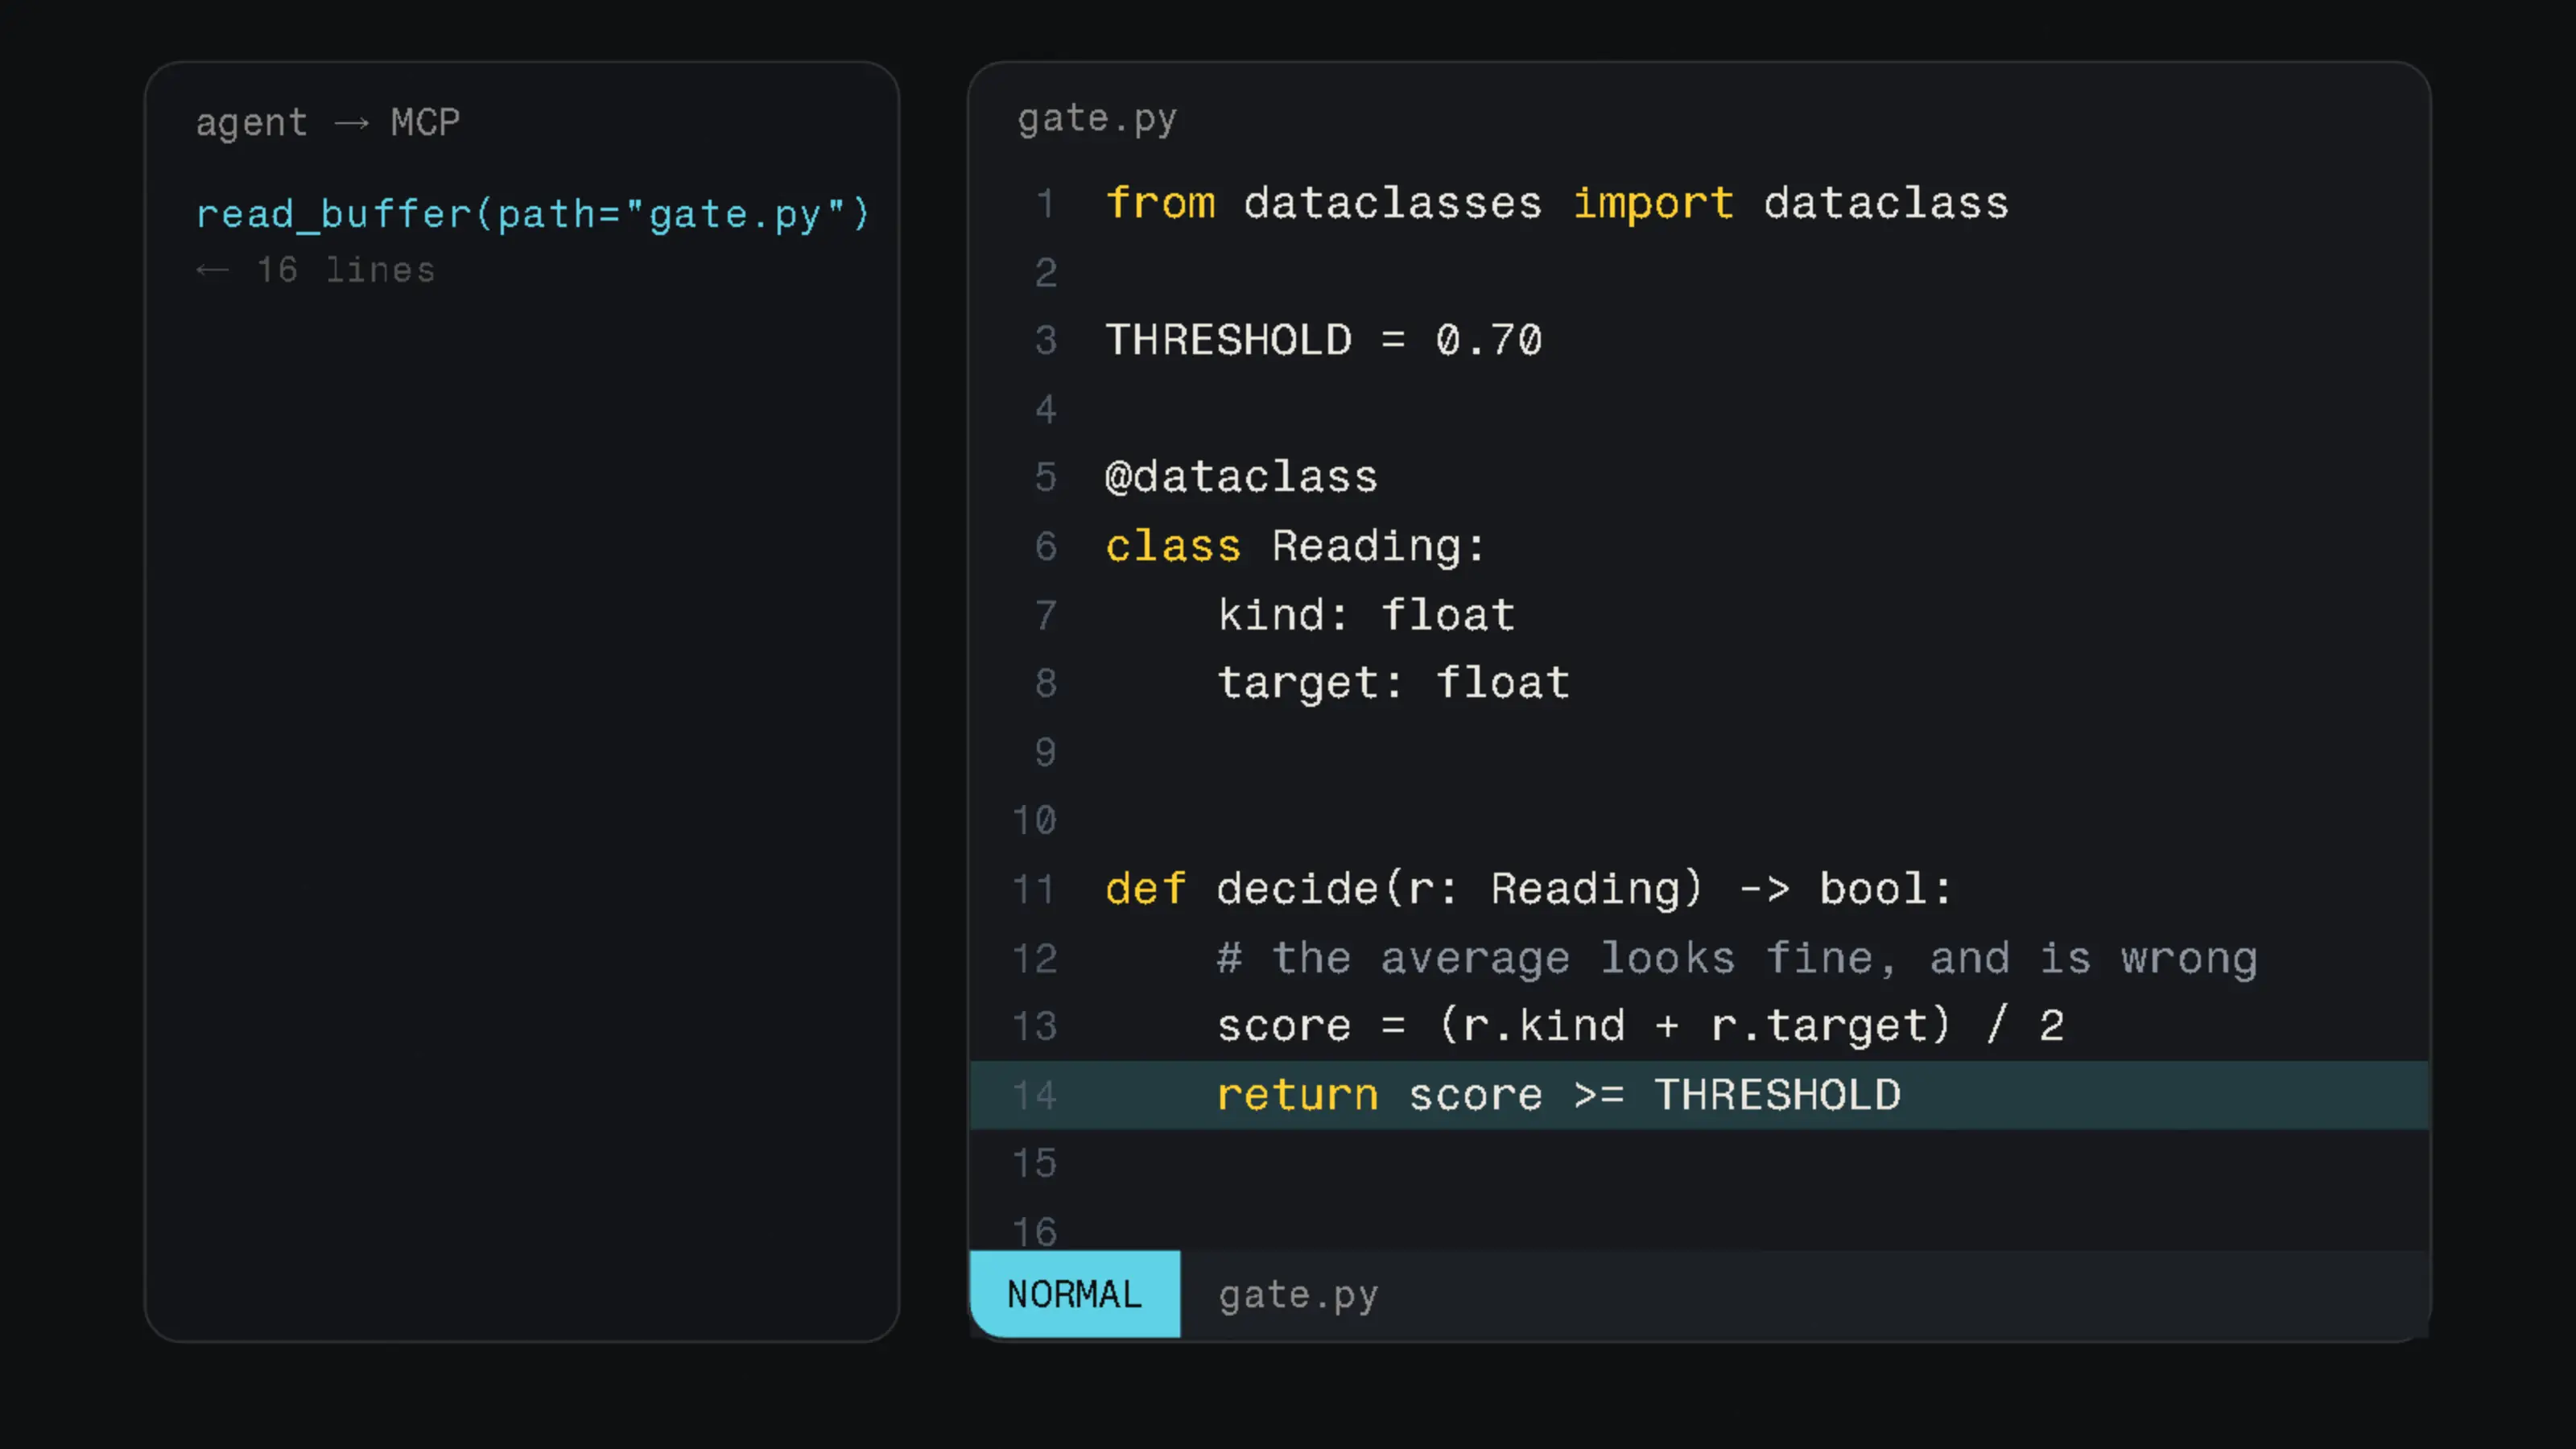 agent → MCP
read_buffer(path="gate.py")
← 16 lines
gate.py
1 from dataclasses import dataclass
2
3 THRESHOLD = 0.70
4
5 @dataclass
6 class Reading:
7     kind: float
8     target: float
9
10
11 def decide(r: Reading) -> bool:
12     # the average looks fine, and is wrong
13     score = (r.kind + r.target) / 2
14     return score >= THRESHOLD
15
16
NORMAL gate.py